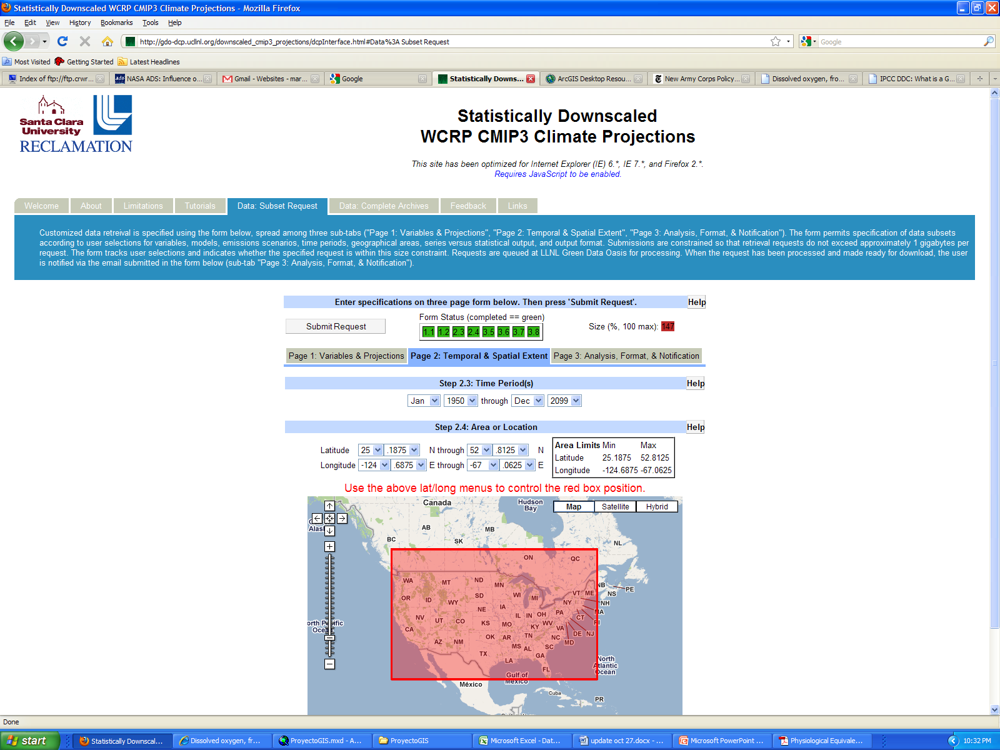 Statistically Downscaled WCRP CMIP3 Climate Projections - Mozilla Firefox
File Edit View History Bookmarks Tools Help
http://gdo-dcp.ucllnl.org/downscaled_cmip3_projections/dcpInterface.html#Data%3A Subset Request
Google
Most Visited Getting Started Latest Headlines
Index of ftp://ftp.crwr... NASA ADS: Influence o... Gmail - Websites - mar... Google Statistically Downs... ArcGIS Desktop Resou... New Army Corps Policy... Dissolved oxygen, fro... IPCC DDC: What is a G...
Santa Clara
University
RECLAMATION
Statistically Downscaled
WCRP CMIP3 Climate Projections
This site has been optimized for Internet Explorer (IE) 6.*, IE 7.*, and Firefox 2.*.
Requires JavaScript to be enabled.
Welcome About Limitations Tutorials Data: Subset Request Data: Complete Archives Feedback Links
Customized data retreival is specified using the form below, spread among three sub-tabs ("Page 1: Variables & Projections", "Page 2: Temporal & Spatial Extent", "Page 3: Analysis, Format, & Notification"). The form permits specification of data subsets
according to user selections for variables, models, emissions scenarios, time periods, geographical areas, series versus statistical output, and output format. Submissions are constrained so that retrieval requests do not exceed approximately 1 gigabytes per
request. The form tracks user selections and indicates whether the specified request is within this size constraint. Requests are queued at LLNL Green Data Oasis for processing. When the request has been processed and made ready for download, the user
is notified via the email submitted in the form below (sub-tab "Page 3: Analysis, Format, & Notification").
Enter specifications on three page form below. Then press 'Submit Request'. Help
Form Status (completed == green)
Submit Request 1.1 1.2 2.3 2.4 3.5 3.6 3.7 3.8 Size (%, 100 max): 147
Page 1: Variables & Projections Page 2: Temporal & Spatial Extent Page 3: Analysis, Format, & Notification
Step 2.3: Time Period(s) Help
Jan 1950 through Dec 2099
Step 2.4: Area or Location Help
Area Limits Min Max
Latitude 25 .1875 N through 52 .8125 N
Latitude 25.1875 52.8125
Longitude -124 .6875 E through -67 .0625 E
Longitude -124.6875 -67.0625
Use the above lat/long menus to control the red box position.
Canada
Hudson
Bay
Map Satellite Hybrid
AB
MB
BC
SK
NL
ON
QC
WA
MT
ND
MN
OR
ID
WY
SD
WI
MI
VT
ME
NB
PE
NS
NH
NY
MA
NE
IA
NV
UT
CO
KS
MO
IL
IN
OH
PA
CT
RI
KY
WV
VA
DE
NJ
MD
CA
AZ
NM
OK
AR
TN
NC
MS
AL
SC
GA
TX
LA
FL
Gulf of
Mexico
México
North
Atlantic
Ocean
Cuba
PR
Done
start Statistically Downscal... Dissolved oxygen, fr... ProyectoGIS.mxd - A... ProyectoGIS Microsoft Excel - Dat... update oct 27.docx - ... Microsoft PowerPoint ... Physiological Equivale... 10:32 PM